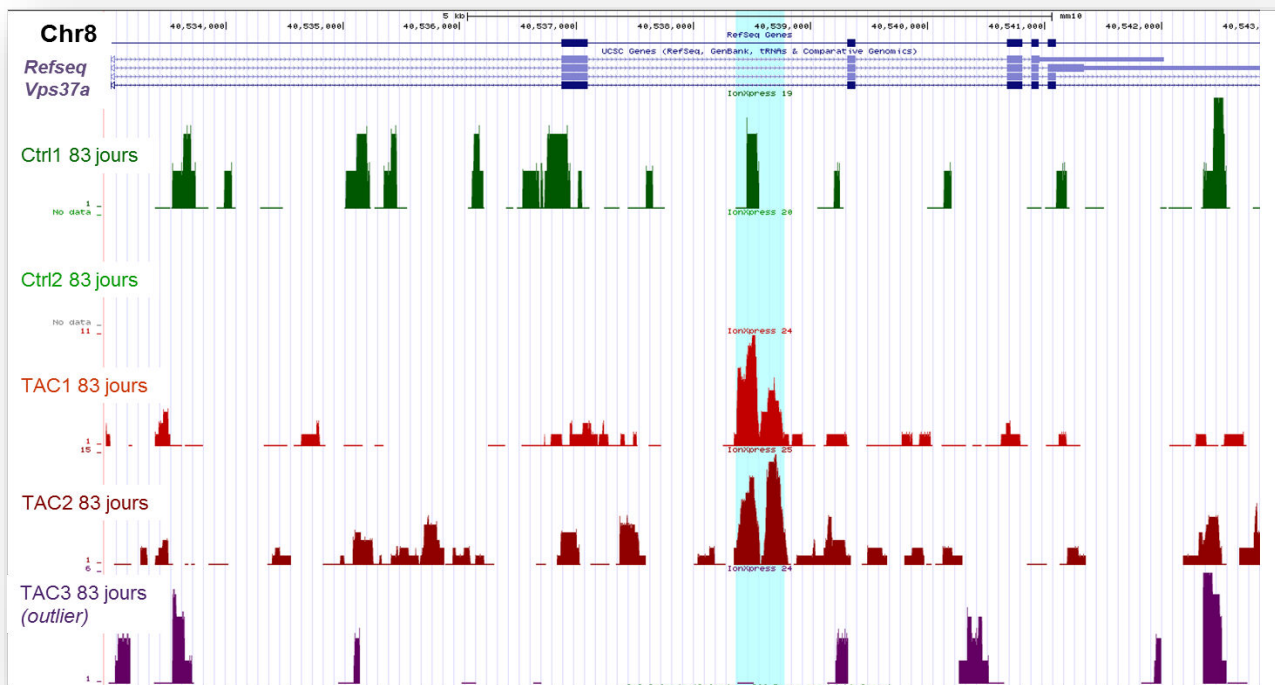 5 kb mm10
Chr8
40,534,000 40,535,000 40,536,000 40,537,000 40,538,000 40,539,000 40,540,000 40,541,000 40,542,000 40,543,
RefSeq Genes
UCSC Genes (RefSeq, GenBank, tRNAs & Comparative Genomics)
Refseq
Vps37a
IonXpress 19
Ctrl1 83 jours
1
No data
IonXpress 20
Ctrl2 83 jours
No data
11
IonXpress 24
TAC1 83 jours
1
15
IonXpress 25
TAC2 83 jours
1
6
IonXpress 24
TAC3 83 jours
(outlier)
1